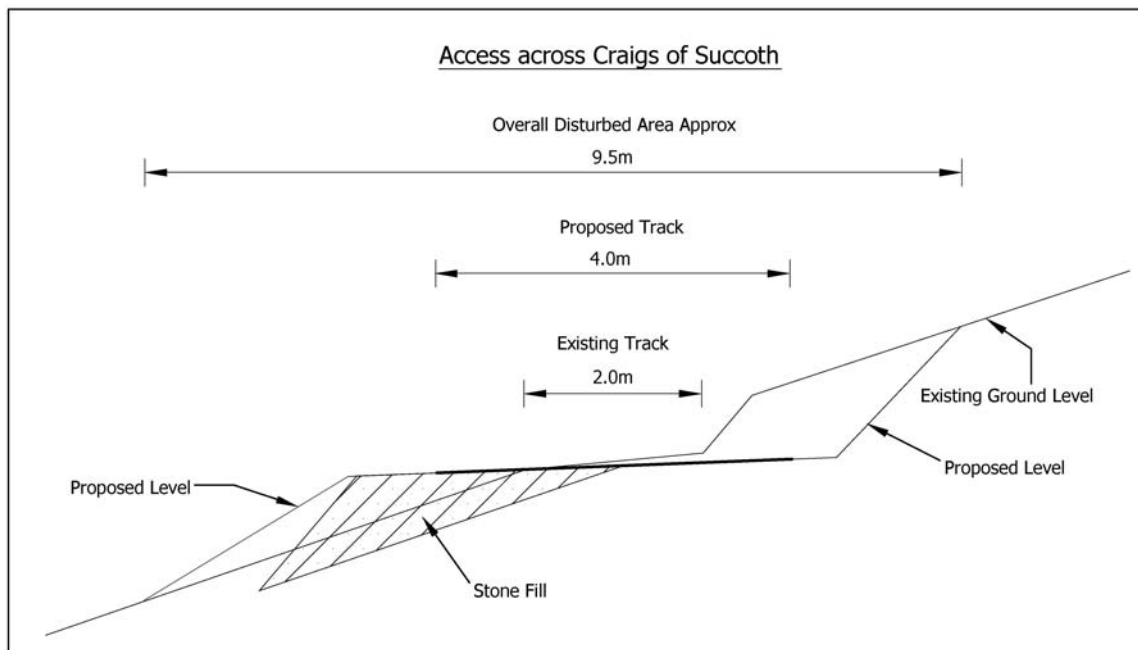 Access across Craigs of Succoth
Overall Disturbed Area Approx
9.5m
Proposed Track
4.0m
Existing Track
2.0m
Existing Ground Level
Proposed Level
Proposed Level
Stone Fill